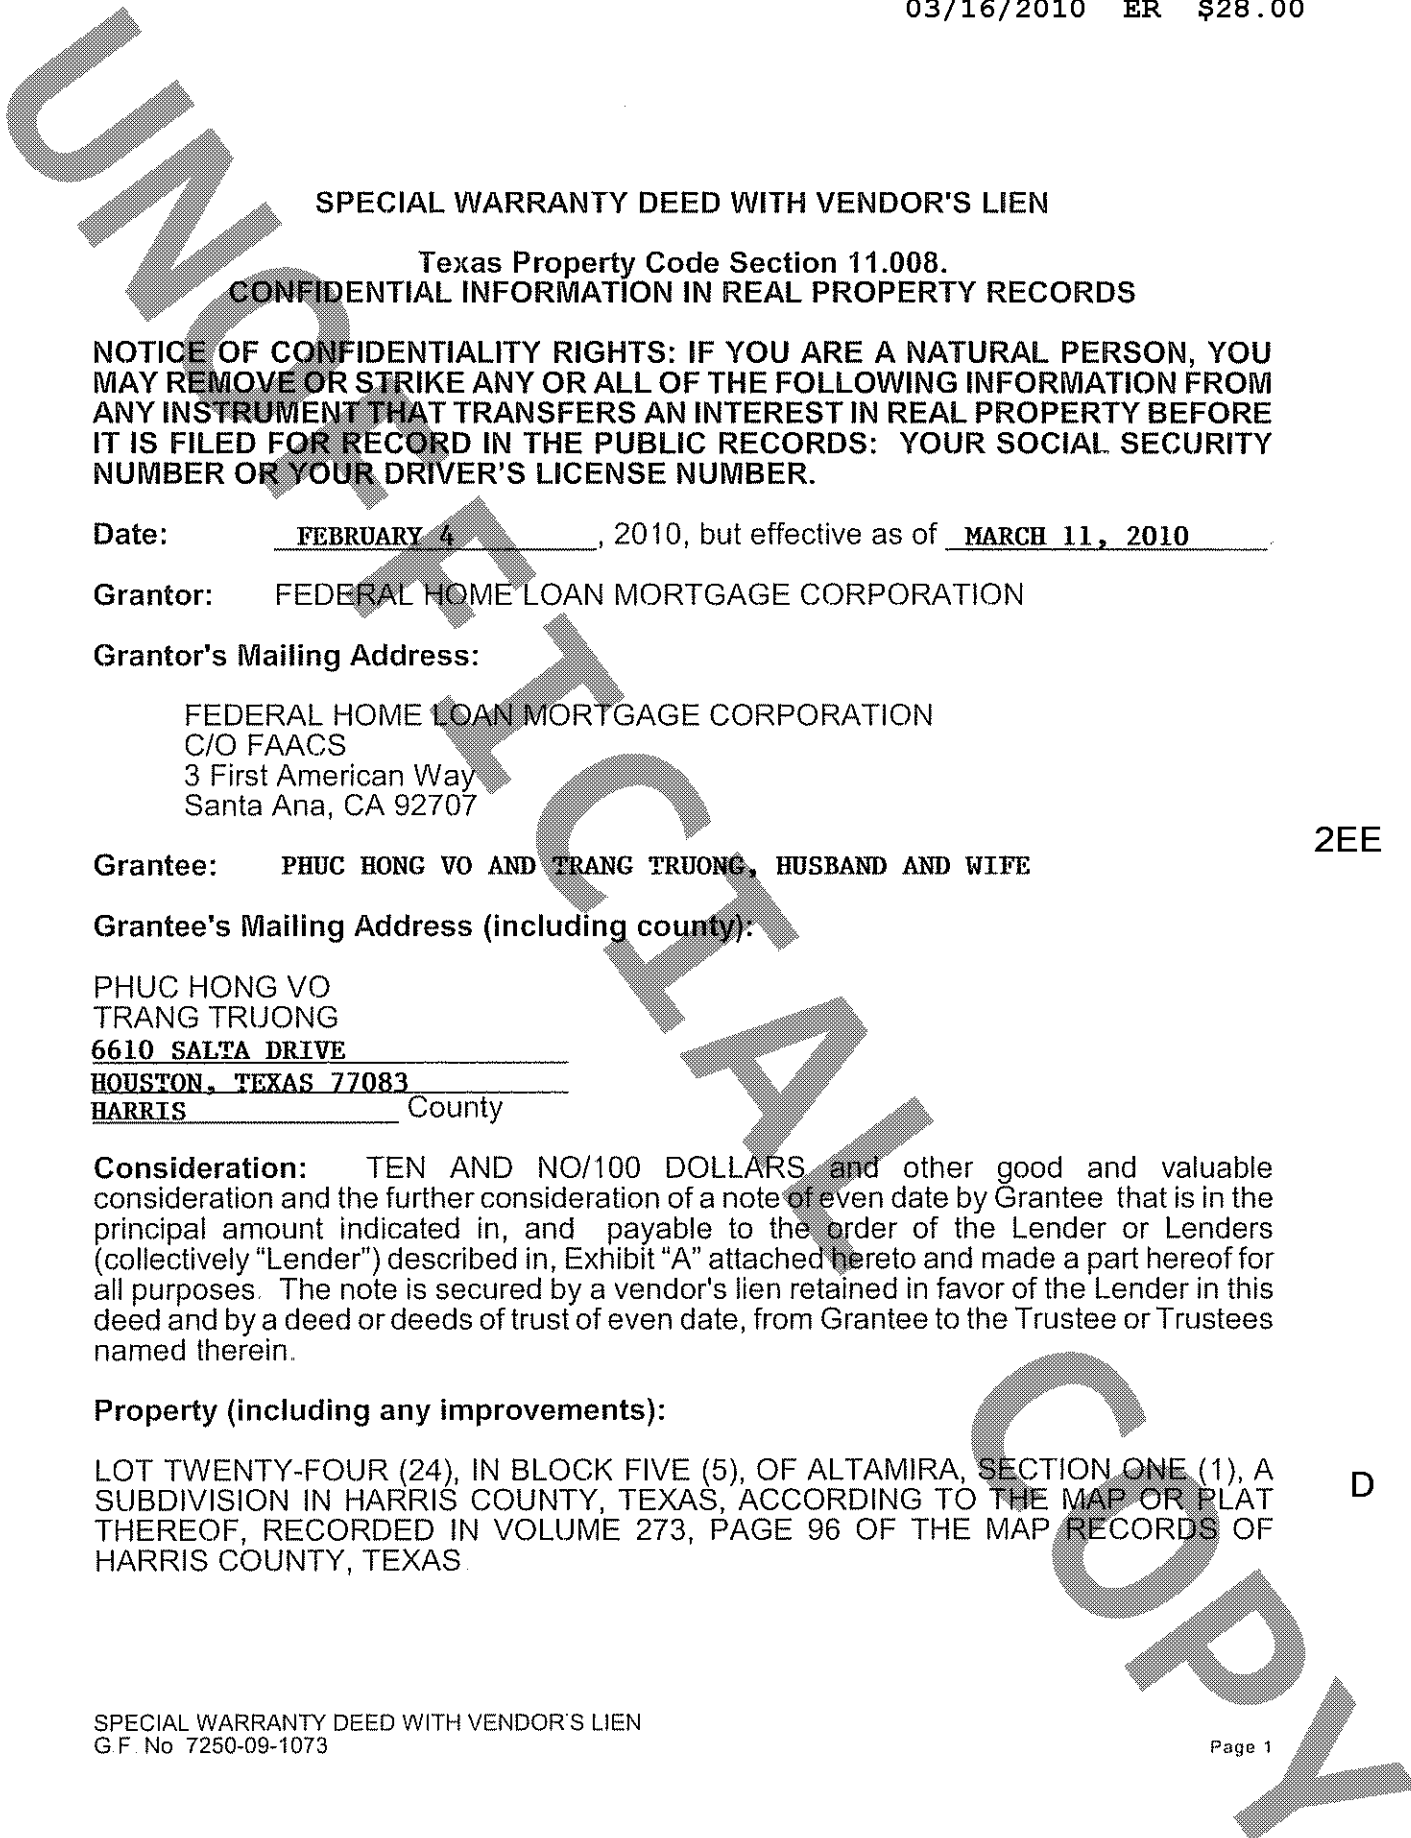 03/16/2010 ER $28.00
SPECIAL WARRANTY DEED WITH VENDOR'S LIEN
Texas Property Code Section 11.008.
CONFIDENTIAL INFORMATION IN REAL PROPERTY RECORDS
NOTICE OF CONFIDENTIALITY RIGHTS: IF YOU ARE A NATURAL PERSON, YOU
MAY REMOVE OR STRIKE ANY OR ALL OF THE FOLLOWING INFORMATION FROM
ANY INSTRUMENT THAT TRANSFERS AN INTEREST IN REAL PROPERTY BEFORE
IT IS FILED FOR RECORD IN THE PUBLIC RECORDS: YOUR SOCIAL SECURITY
NUMBER OR YOUR DRIVER'S LICENSE NUMBER.
Date: FEBRUARY 4, 2010, but effective as of MARCH 11, 2010
Grantor: FEDERAL HOME LOAN MORTGAGE CORPORATION
Grantor's Mailing Address:
FEDERAL HOME LOAN MORTGAGE CORPORATION
C/O FAACS
3 First American Way
Santa Ana, CA 92707
2EE
Grantee: PHUC HONG VO AND TRANG TRUONG, HUSBAND AND WIFE
Grantee's Mailing Address (including county):
PHUC HONG VO
TRANG TRUONG
6610 SALTA DRIVE
HOUSTON, TEXAS 77083
HARRIS County
Consideration: TEN AND NO/100 DOLLARS and other good and valuable
consideration and the further consideration of a note of even date by Grantee that is in the
principal amount indicated in, and payable to the order of the Lender or Lenders
(collectively “Lender”) described in, Exhibit “A” attached hereto and made a part hereof for
all purposes. The note is secured by a vendor's lien retained in favor of the Lender in this
deed and by a deed or deeds of trust of even date, from Grantee to the Trustee or Trustees
named therein.
Property (including any improvements):
LOT TWENTY-FOUR (24), IN BLOCK FIVE (5), OF ALTAMIRA, SECTION ONE (1), A
SUBDIVISION IN HARRIS COUNTY, TEXAS, ACCORDING TO THE MAP OR PLAT
THEREOF, RECORDED IN VOLUME 273, PAGE 96 OF THE MAP RECORDS OF
HARRIS COUNTY, TEXAS.
D
SPECIAL WARRANTY DEED WITH VENDOR'S LIEN
G.F. No 7250-09-1073
Page 1
UNOFFICIAL COPY